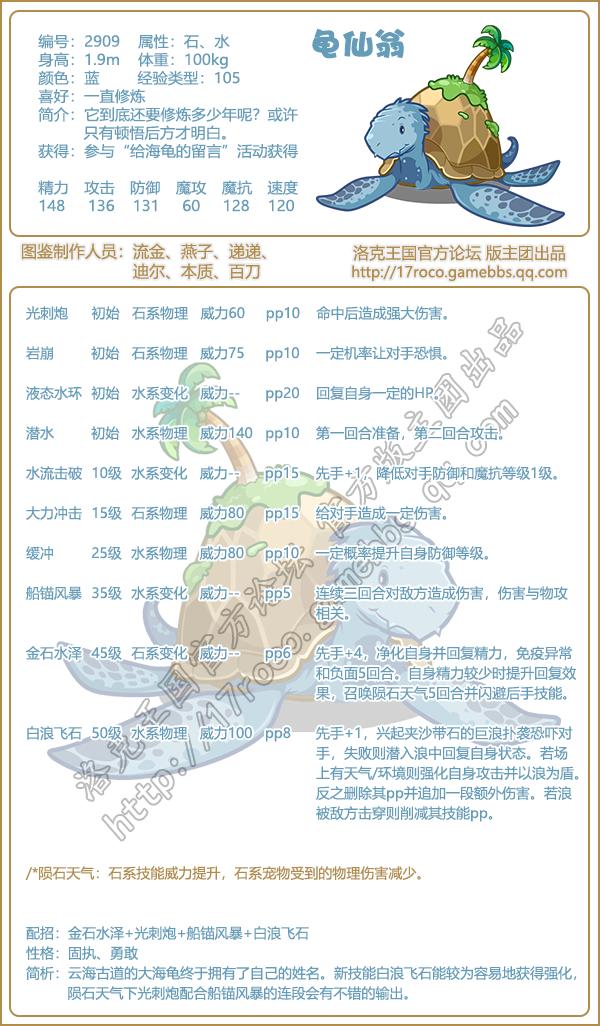 龟仙翁
编号：2909 属性：石、水
身高：1.9m 体重：100kg
颜色：蓝 经验类型：105
喜好：一直修炼
简介：它到底还要修炼多少年呢？或许
只有顿悟后方才明白。
获得：参与“给海龟的留言”活动获得
精力 攻击 防御 魔攻 魔抗 速度
148 136 131 60 128 120
图鉴制作人员：流金、燕子、递递、
迪尔、本质、百刀
洛克王国官方论坛 版主团出品
http://17roco.gamebbs.qq.com
光刺炮 初始 石系物理 威力60 pp10 命中后造成强大伤害。
岩崩 初始 石系物理 威力75 pp10 一定机率让对手恐惧。
液态水环 初始 水系变化 威力-- pp20 回复自身一定的HP。
潜水 初始 水系物理 威力140 pp10 第一回合准备，第二回合攻击。
水流击破 10级 水系变化 威力-- pp15 先手+1，降低对手防御和魔抗等级1级。
大力冲击 15级 石系物理 威力80 pp15 给对手造成一定伤害。
缓冲 25级 水系物理 威力80 pp10 一定概率提升自身防御等级。
船锚风暴 35级 水系变化 威力-- pp5 连续三回合对敌方造成伤害，伤害与物攻
相关。
金石水泽 45级 石系变化 威力-- pp6 先手+4，净化自身并回复精力，免疫异常
和负面5回合。自身精力较少时提升回复效
果，召唤陨石天气5回合并闪避后手技能。
白浪飞石 50级 水系物理 威力100 pp8 先手+1，兴起夹沙带石的巨浪扑袭恐吓对
手，失败则潜入浪中回复自身状态。若场
上有天气/环境则强化自身攻击并以浪为盾。
反之删除其pp并追加一段额外伤害。若浪
被敌方击穿则削减其技能pp。
洛克王国官方论坛 官方版主团出品
http://17roco.gamebbs.qq.com
/*陨石天气：石系技能威力提升，石系宠物受到的物理伤害减少。
配招：金石水泽+光刺炮+船锚风暴+白浪飞石
性格：固执、勇敢
简析：云海古道的大海龟终于拥有了自己的姓名。新技能白浪飞石能较为容易地获得强化，
陨石天气下光刺炮配合船锚风暴的连段会有不错的输出。